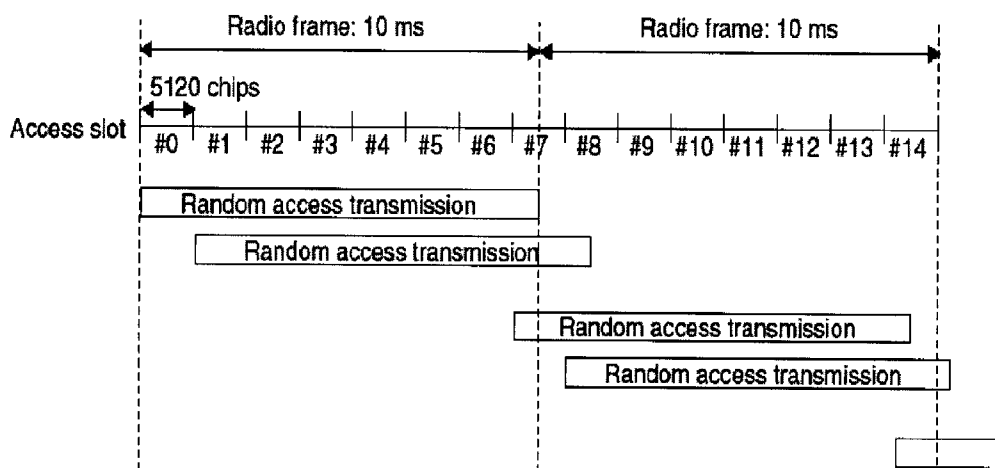 Radio frame: 10 ms Radio frame: 10 ms
5120 chips
Access slot
#0 #1 #2 #3 #4 #5 #6 #7 #8 #9 #10 #11 #12 #13 #14
Random access transmission
Random access transmission
Random access transmission
Random access transmission